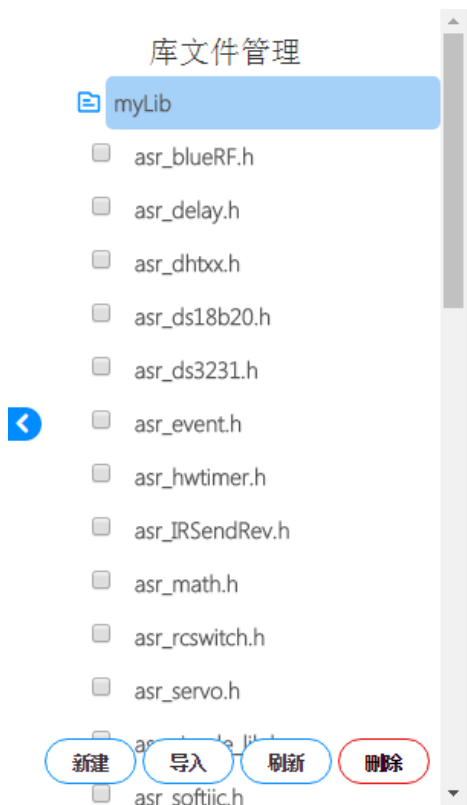 库文件管理
myLib
asr_blueRF.h
asr_delay.h
asr_dhtxx.h
asr_ds18b20.h
asr_ds3231.h
asr_event.h
asr_hwtimer.h
asr_IRSendRev.h
asr_math.h
asr_rcswitch.h
asr_servo.h
新建 导入 刷新 删除
asr_softiic.h